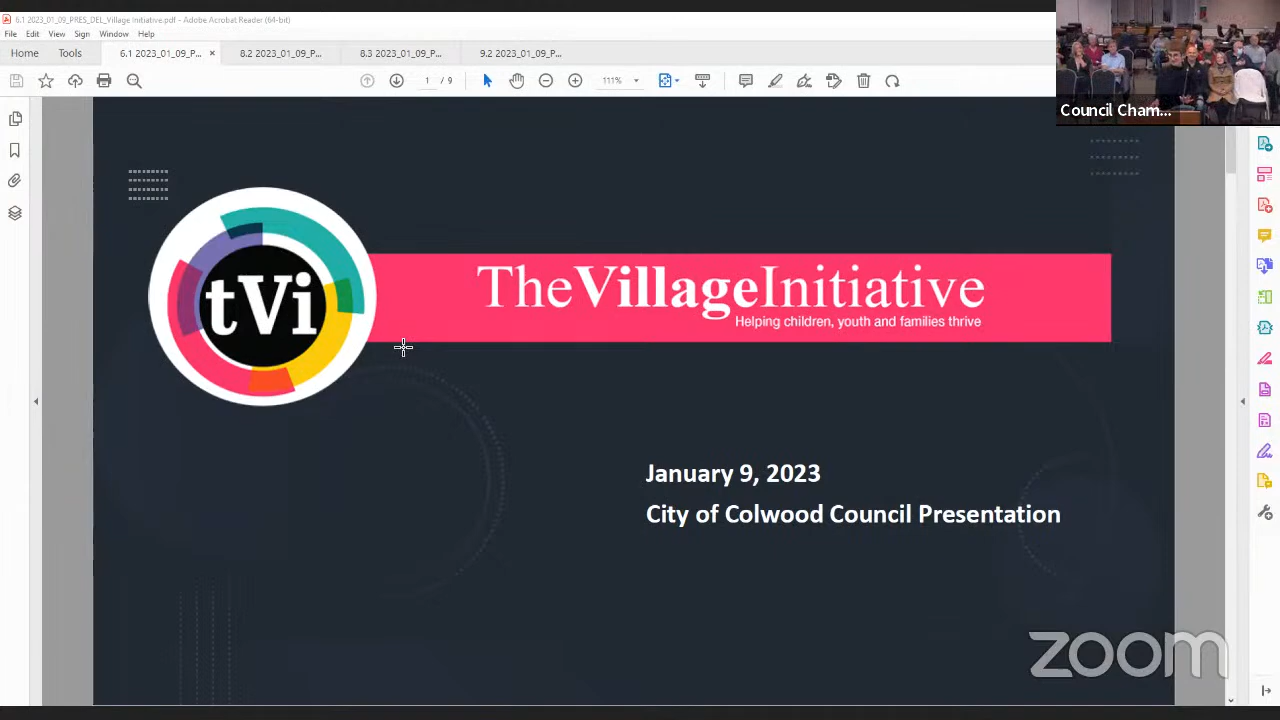 6.1 2023_01_09_PRES_DEL_Village Initiative.pdf - Adobe Acrobat Reader (64-bit)
File Edit View Sign Window Help
Home Tools 6.1 2023_01_09_P... × 8.2 2023_01_09_P... 8.3 2023_01_09_P... 9.2 2023_01_09_P...
1 / 9 111%
Council Cham...
tVi
TheVillageInitiative
Helping children, youth and families thrive
January 9, 2023
City of Colwood Council Presentation
zoom